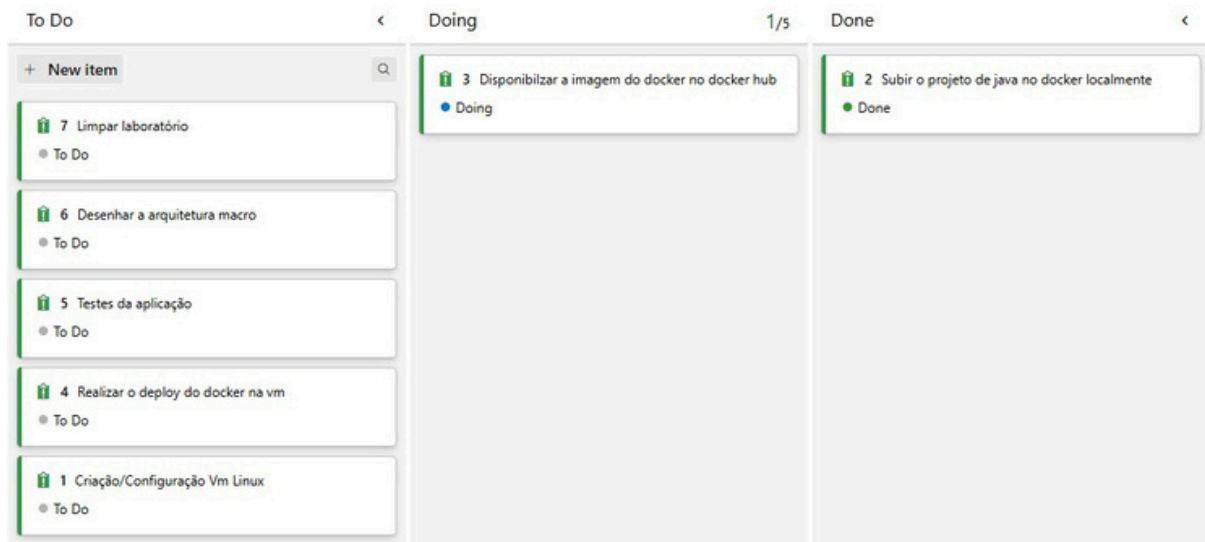 To Do
+ New item
7 Limpar laboratório
To Do
6 Desenhar a arquitetura macro
To Do
5 Testes da aplicação
To Do
4 Realizar o deploy do docker na vm
To Do
1 Criação/Configuração Vm Linux
To Do
Doing 1/5
3 Disponibilzar a imagem do docker no docker hub
Doing
Done
2 Subir o projeto de java no docker localmente
Done